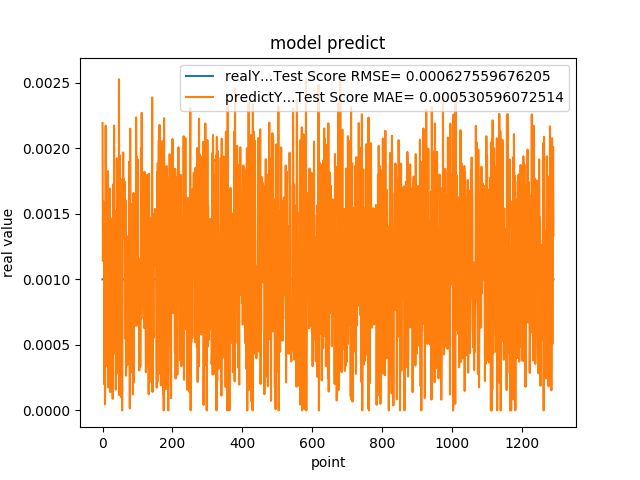 model predict
realY...Test Score RMSE= 0.000627559676205
predictY...Test Score MAE= 0.000530596072514
real value
0.0025
0.0020
0.0015
0.0010
0.0005
0.0000
0 200 400 600 800 1000 1200
point